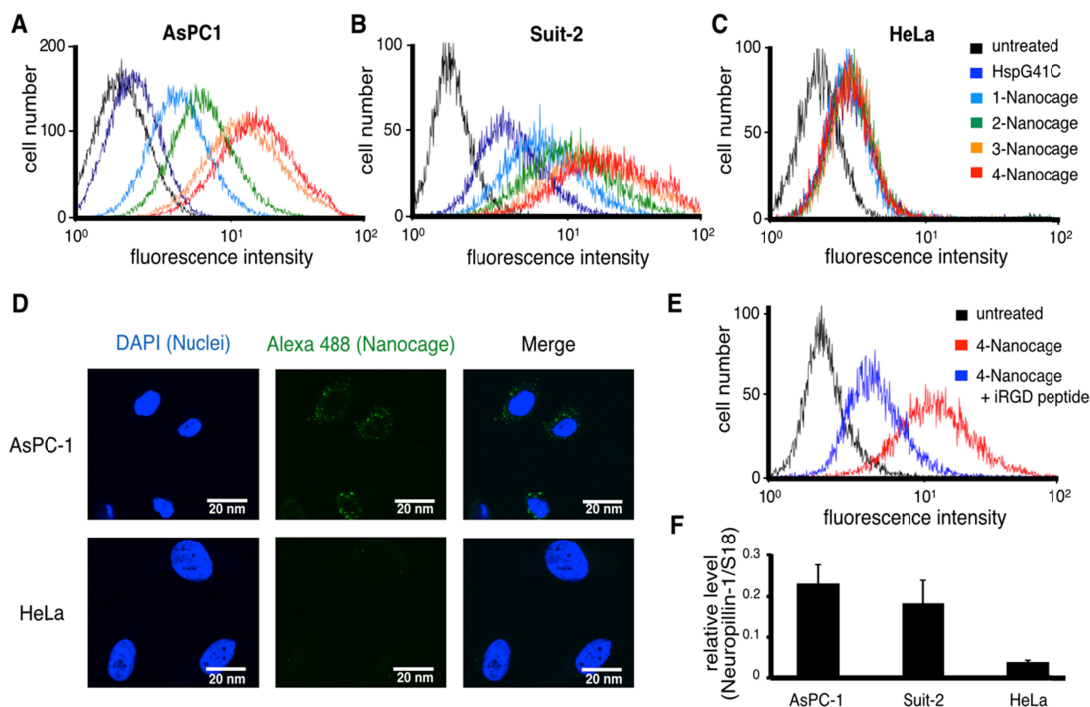 A
AsPC1
cell number
200
100
0
10⁰
10¹
10²
fluorescence intensity
B
Suit-2
cell number
100
50
0
10⁰
10¹
10²
fluorescence intensity
C
HeLa
cell number
100
50
0
10⁰
10¹
10²
fluorescence intensity
untreated
HspG41C
1-Nanocage
2-Nanocage
3-Nanocage
4-Nanocage
D
DAPI (Nuclei)
Alexa 488 (Nanocage)
Merge
AsPC-1
20 nm
20 nm
20 nm
HeLa
20 nm
20 nm
20 nm
E
cell number
100
50
0
10⁰
10¹
10²
fluorescence intensity
untreated
4-Nanocage
4-Nanocage
+ iRGD peptide
F
relative level
(Neuropillin-1/S18)
0.3
0.2
0.1
0
AsPC-1
Suit-2
HeLa